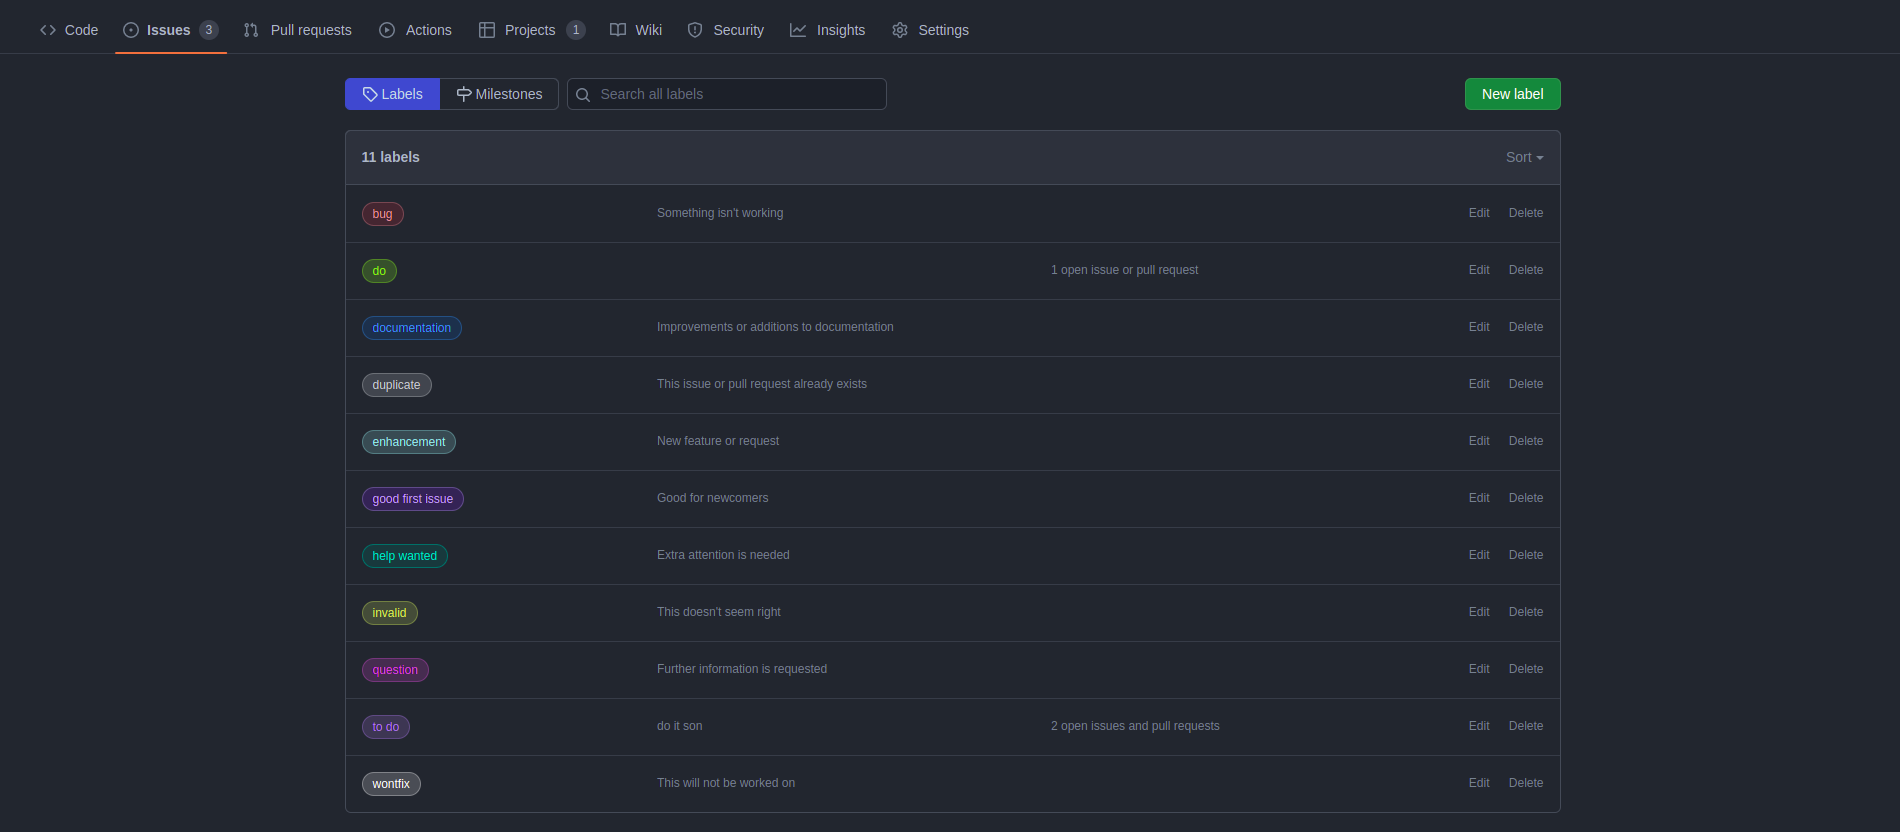 Code Issues 3 Pull requests Actions Projects 1 Wiki Security Insights Settings
Labels Milestones Search all labels New label
11 labels Sort
bug Something isn't working Edit Delete
do 1 open issue or pull request Edit Delete
documentation Improvements or additions to documentation Edit Delete
duplicate This issue or pull request already exists Edit Delete
enhancement New feature or request Edit Delete
good first issue Good for newcomers Edit Delete
help wanted Extra attention is needed Edit Delete
invalid This doesn't seem right Edit Delete
question Further information is requested Edit Delete
to do do it son 2 open issues and pull requests Edit Delete
wontfix This will not be worked on Edit Delete